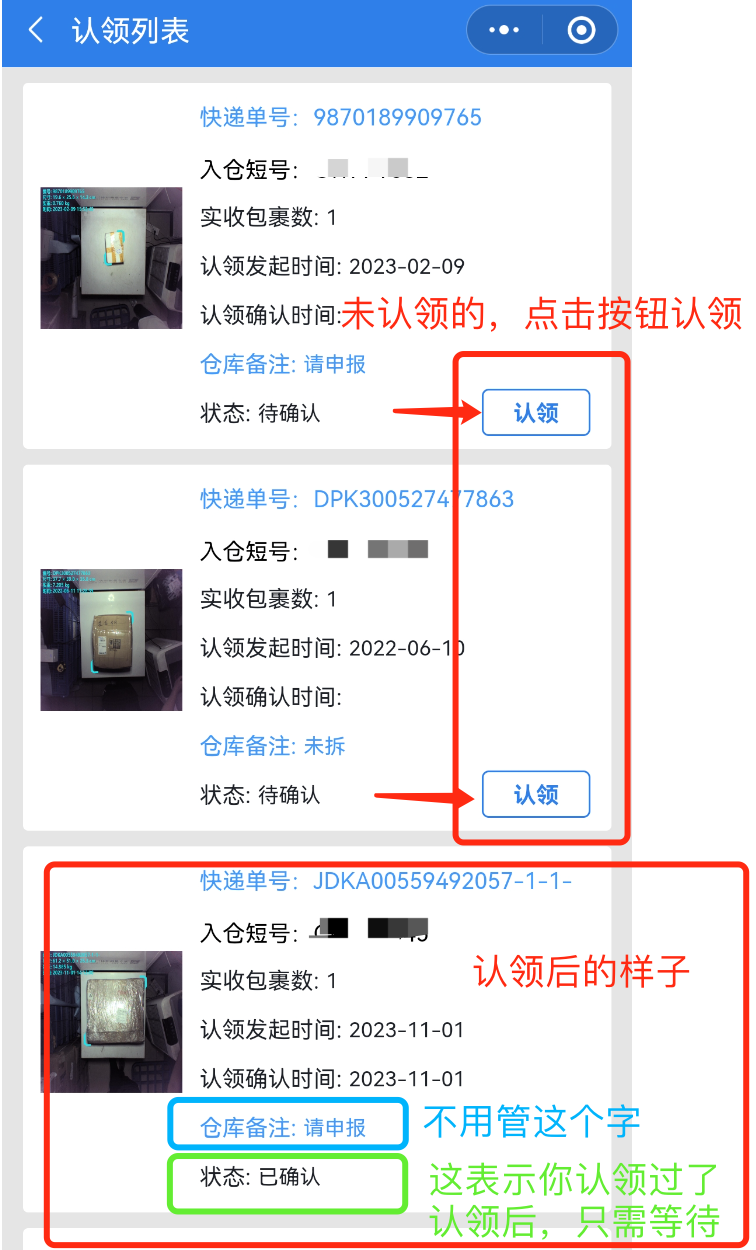 认领列表
快递单号: 9870189909765
入仓短号:
实收包裹数: 1
认领发起时间: 2023-02-09
认领确认时间:
未认领的，点击按钮认领
仓库备注: 请申报
状态: 待确认
认领
快递单号: DPK300527477863
入仓短号:
实收包裹数: 1
认领发起时间: 2022-06-10
认领确认时间:
仓库备注: 未拆
状态: 待确认
认领
快递单号: JDKA00559492057-1-1-
入仓短号:
认领后的样子
实收包裹数: 1
认领发起时间: 2023-11-01
认领确认时间: 2023-11-01
仓库备注: 请申报
不用管这个字
状态: 已确认
这表示你认领过了
认领后，只需等待